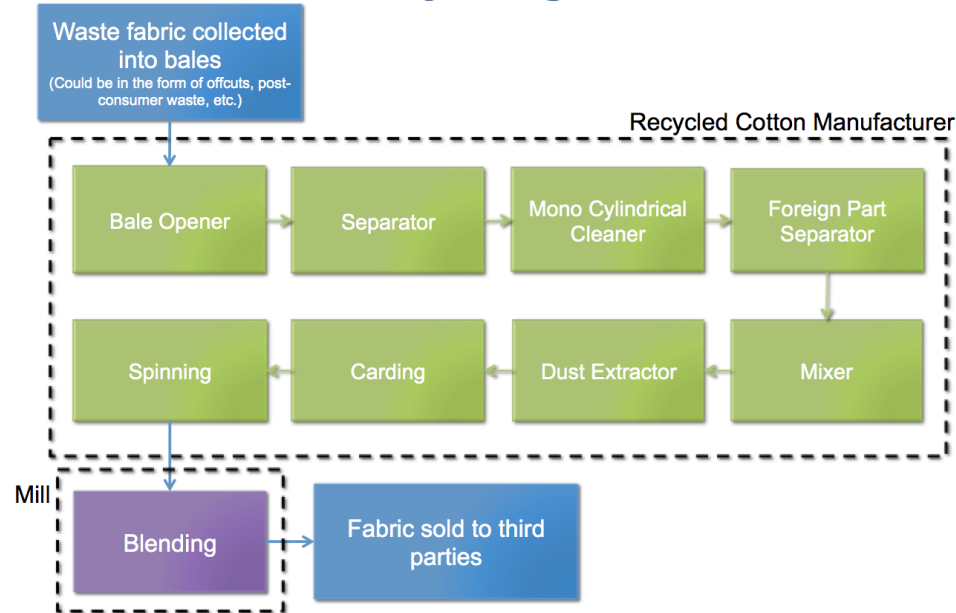 Waste fabric collected
into bales
(Could be in the form of offcuts, post-
consumer waste, etc.)
Recycled Cotton Manufacturer
Bale Opener
Separator
Mono Cylindrical
Cleaner
Foreign Part
Separator
Spinning
Carding
Dust Extractor
Mixer
Mill
Blending
Fabric sold to third
parties